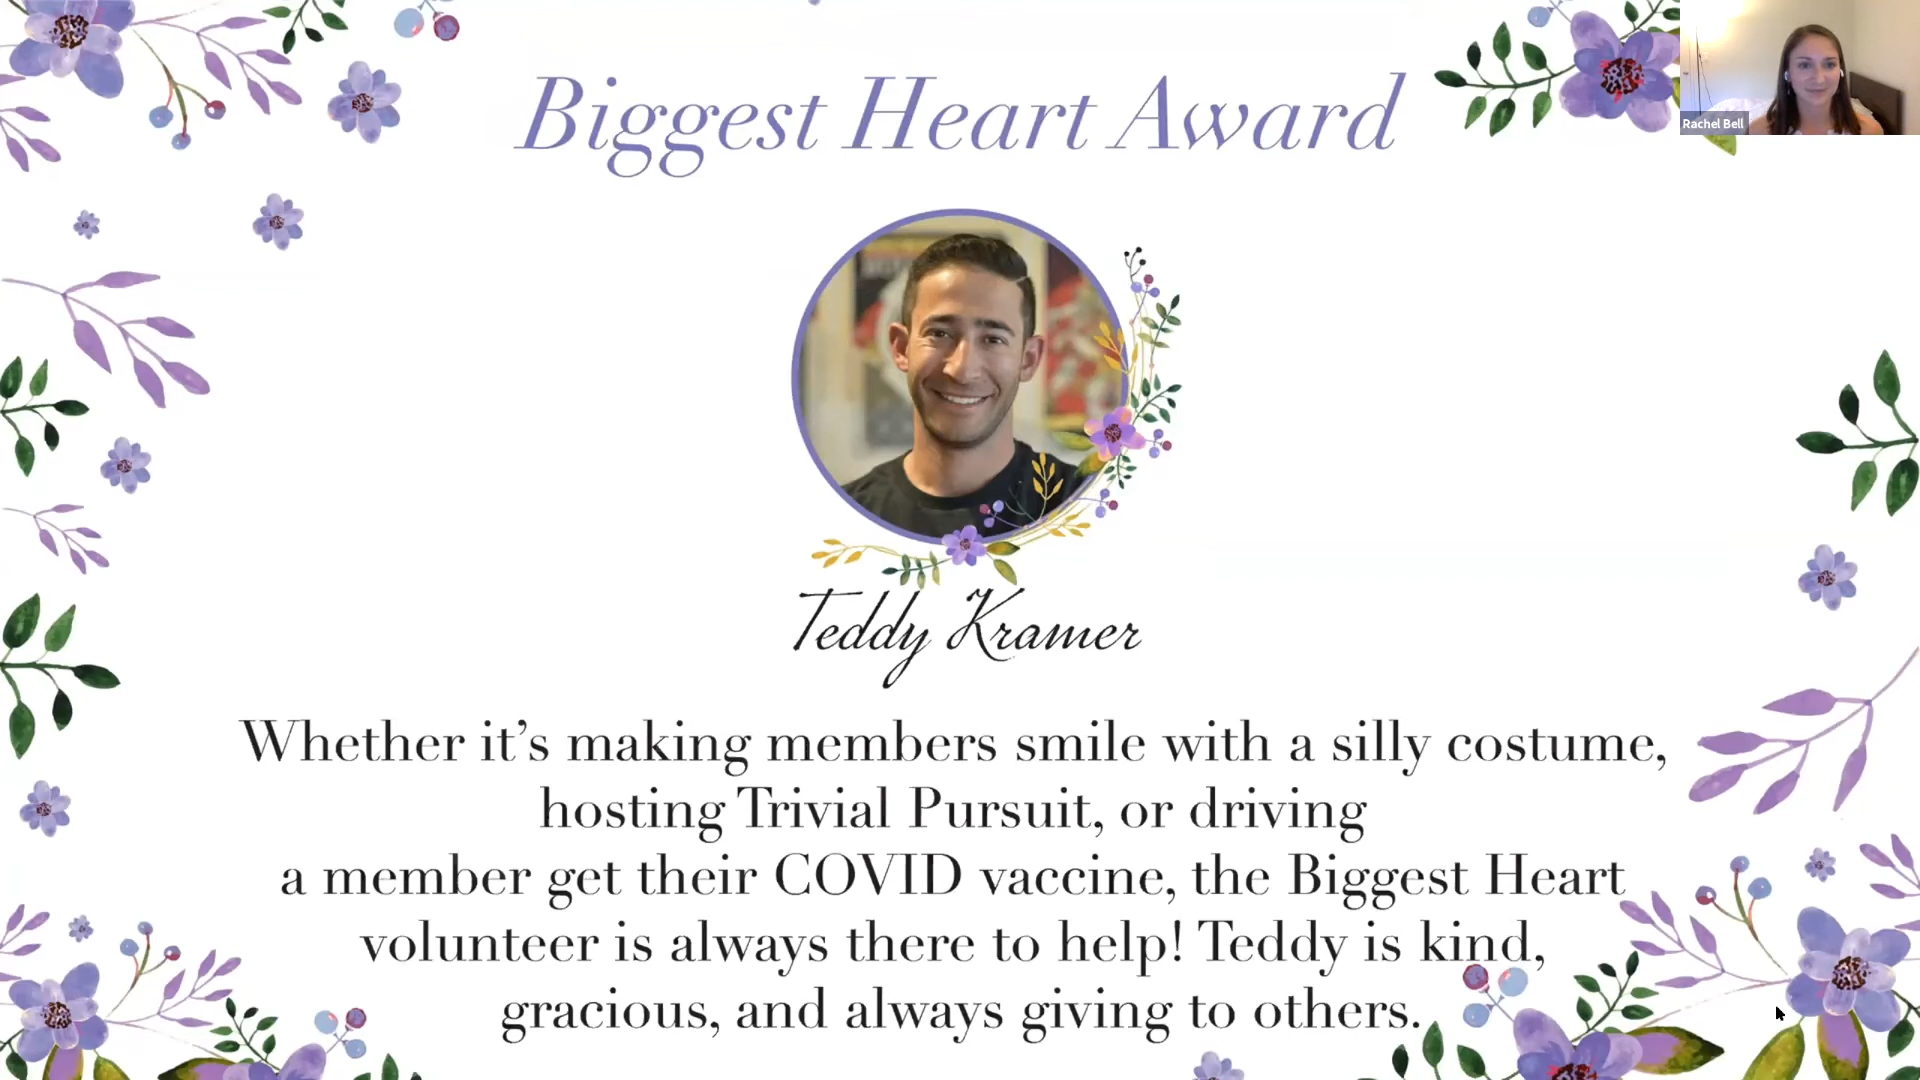 Biggest Heart Award
Rachel Bell
Teddy Kramer
Whether it’s making members smile with a silly costume,
hosting Trivial Pursuit, or driving
a member get their COVID vaccine, the Biggest Heart
volunteer is always there to help! Teddy is kind,
gracious, and always giving to others.